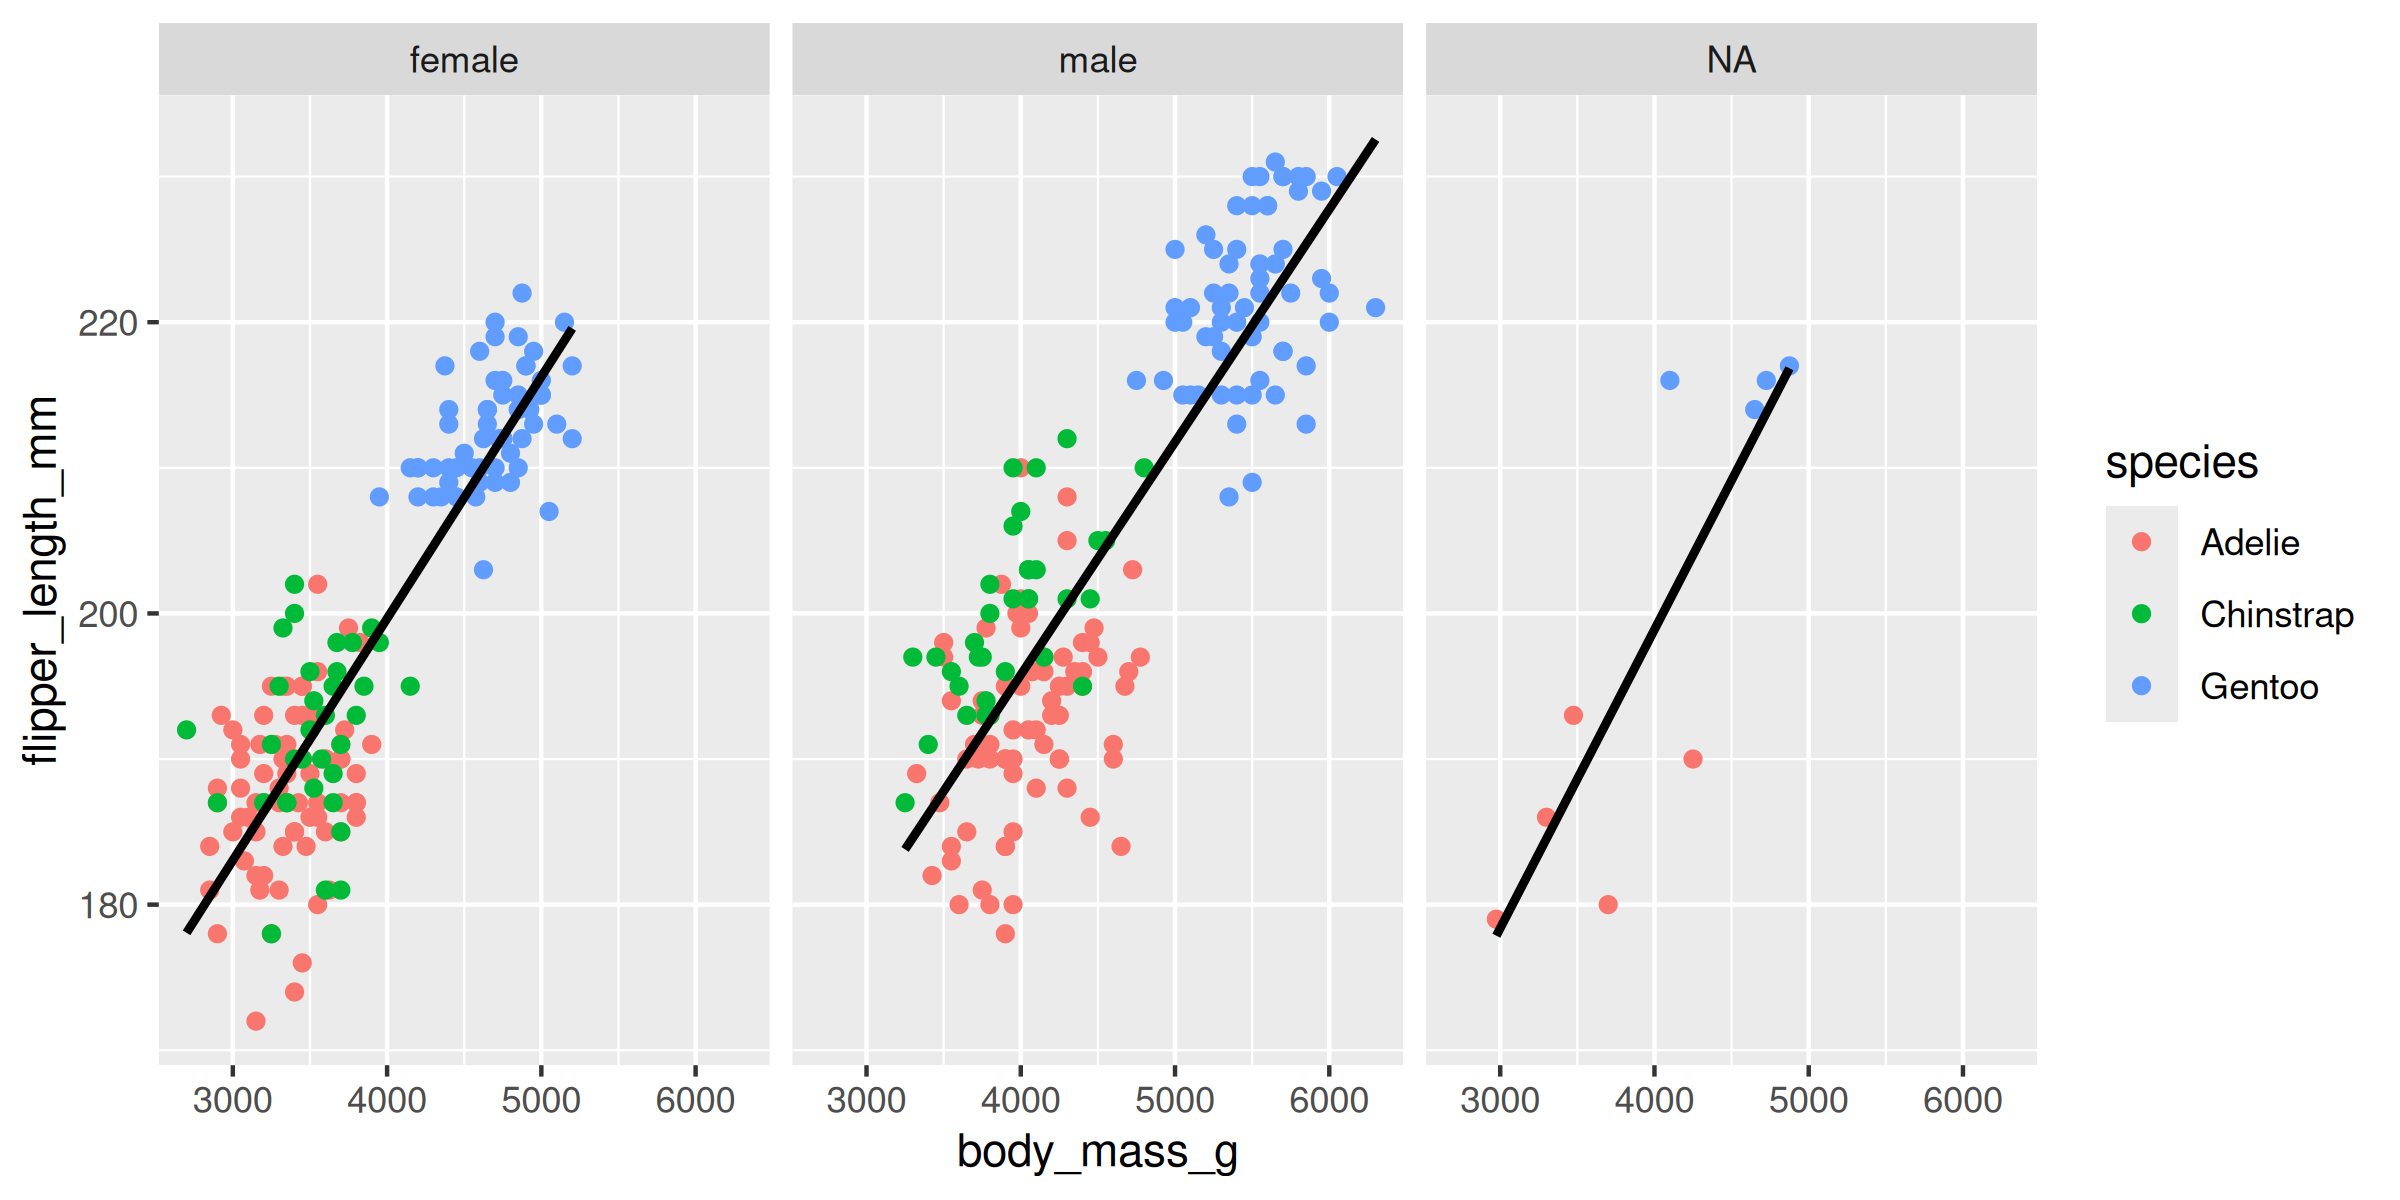 female male NA
220
200
180
flipper_length_mm
3000 4000 5000 6000 3000 4000 5000 6000 3000 4000 5000 6000
body_mass_g
species
Adelie
Chinstrap
Gentoo